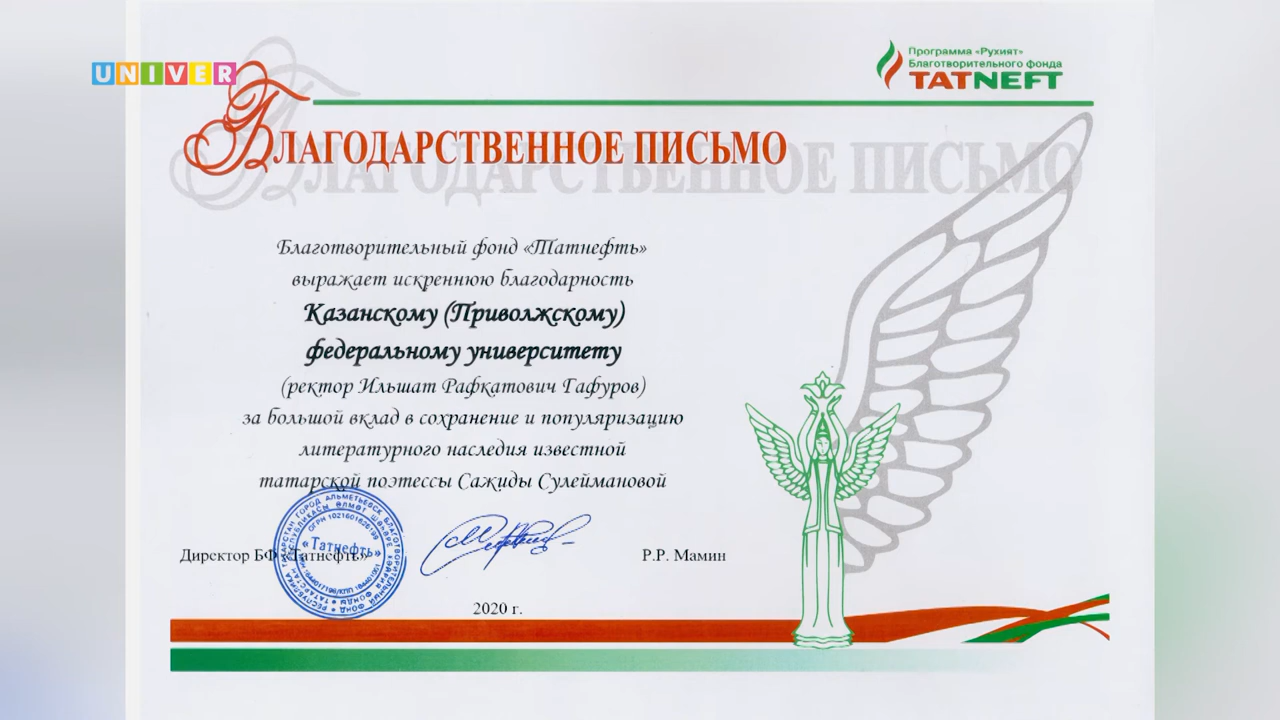 UNIVER
Программа «Рухият»
Благотворительного фонда
TATNEFT
БЛАГОДАРСТВЕННОЕ ПИСЬМО
Благотворительный фонд «Татнефть»
выражает искреннюю благодарность
Казанскому (Приволжскому)
федеральному университету
(ректор Ильшат Рафкатович Гафуров)
за большой вклад в сохранение и популяризацию
литературного наследия известной
татарской поэтессы Сажиды Сулеймановой
Директор БФ «Татнефть»
Р.Р. Мамин
«Татнефть»
2020 г.